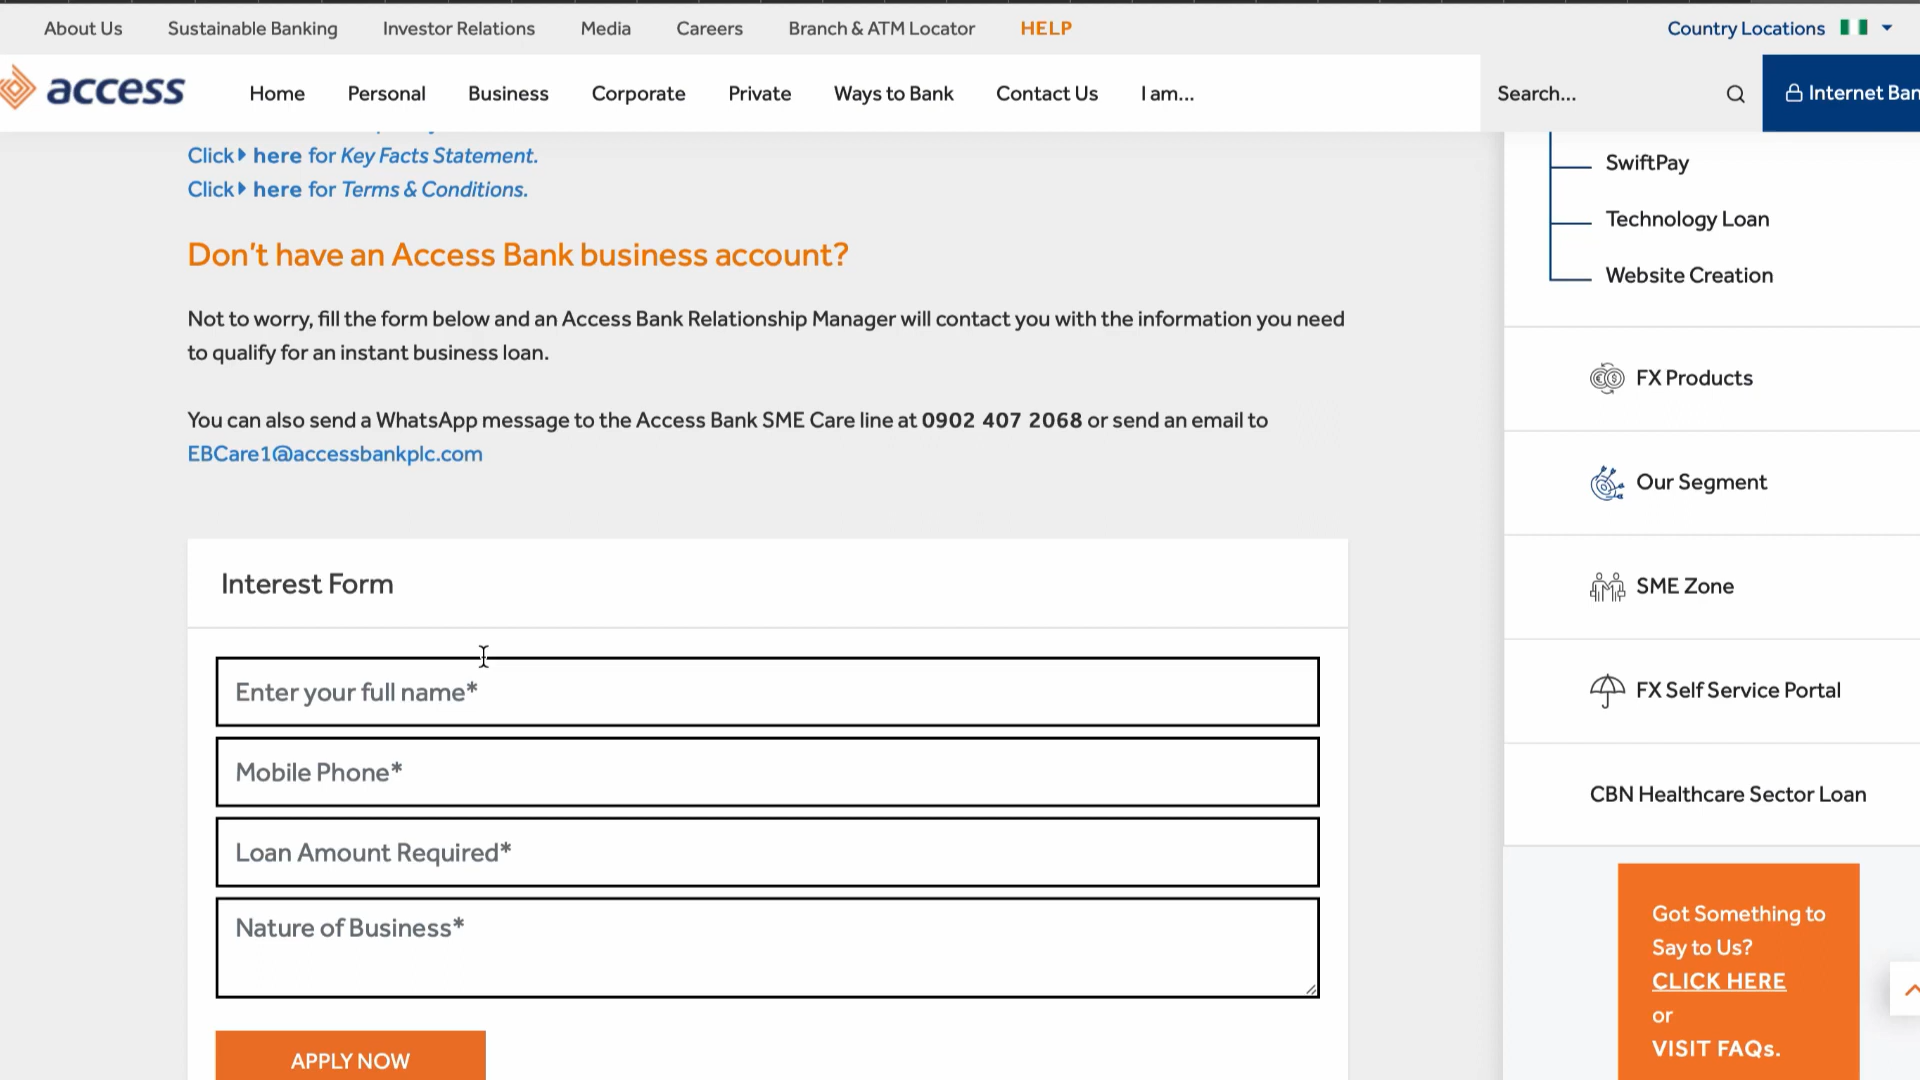 About Us Sustainable Banking Investor Relations Media Careers Branch & ATM Locator HELP Country Locations
access Home Personal Business Corporate Private Ways to Bank Contact Us I am... Search... Internet Ban
Click here for Key Facts Statement.
Click here for Terms & Conditions.
Don't have an Access Bank business account?
Not to worry, fill the form below and an Access Bank Relationship Manager will contact you with the information you need
to qualify for an instant business loan.
You can also send a WhatsApp message to the Access Bank SME Care line at 0902 407 2068 or send an email to
EBCare1@accessbankplc.com
Interest Form
Enter your full name*
Mobile Phone*
Loan Amount Required*
Nature of Business*
APPLY NOW
SwiftPay
Technology Loan
Website Creation
FX Products
Our Segment
SME Zone
FX Self Service Portal
CBN Healthcare Sector Loan
Got Something to
Say to Us?
CLICK HERE
or
VISIT FAQs.